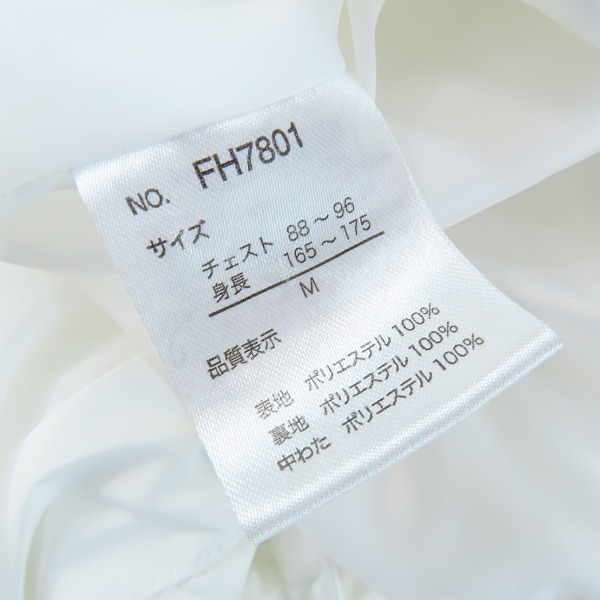 NO. FH7801
サイズ
チェスト 88～96
身長 165～175
M
品質表示
表地 ポリエステル 100%
裏地 ポリエステル 100%
中わた ポリエステル 100%